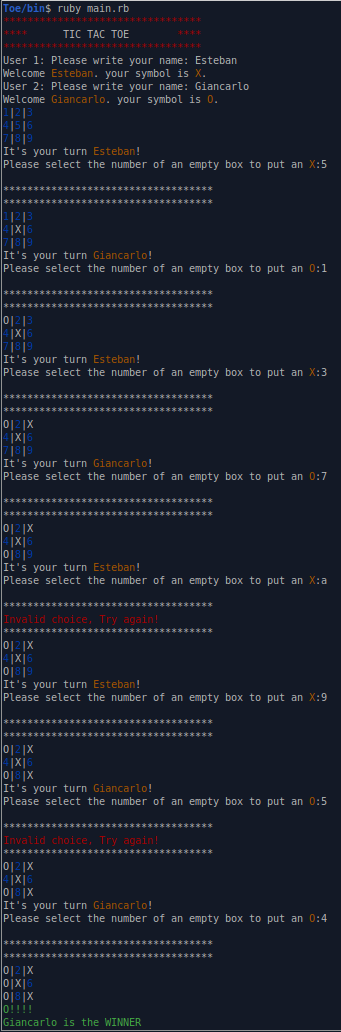 Toe/bin$ ruby main.rb
*********************************
****      TIC TAC TOE        ****
*********************************
User 1: Please write your name: Esteban
Welcome Esteban. your symbol is X.
User 2: Please write your name: Giancarlo
Welcome Giancarlo. your symbol is O.
1|2|3
4|5|6
7|8|9
It's your turn Esteban!
Please select the number of an empty box to put an X:5

***********************************
***********************************
1|2|3
4|X|6
7|8|9
It's your turn Giancarlo!
Please select the number of an empty box to put an O:1

***********************************
***********************************
O|2|3
4|X|6
7|8|9
It's your turn Esteban!
Please select the number of an empty box to put an X:3

***********************************
***********************************
O|2|X
4|X|6
7|8|9
It's your turn Giancarlo!
Please select the number of an empty box to put an O:7

***********************************
***********************************
O|2|X
4|X|6
O|8|9
It's your turn Esteban!
Please select the number of an empty box to put an X:a

***********************************
Invalid choice. Try again!
***********************************
O|2|X
4|X|6
O|8|9
It's your turn Esteban!
Please select the number of an empty box to put an X:9

***********************************
***********************************
O|2|X
4|X|6
O|8|X
It's your turn Giancarlo!
Please select the number of an empty box to put an O:5

***********************************
Invalid choice. Try again!
***********************************
O|2|X
4|X|6
O|8|X
It's your turn Giancarlo!
Please select the number of an empty box to put an O:4

***********************************
***********************************
O|2|X
O|X|6
O|8|X
O!!!!
Giancarlo is the WINNER